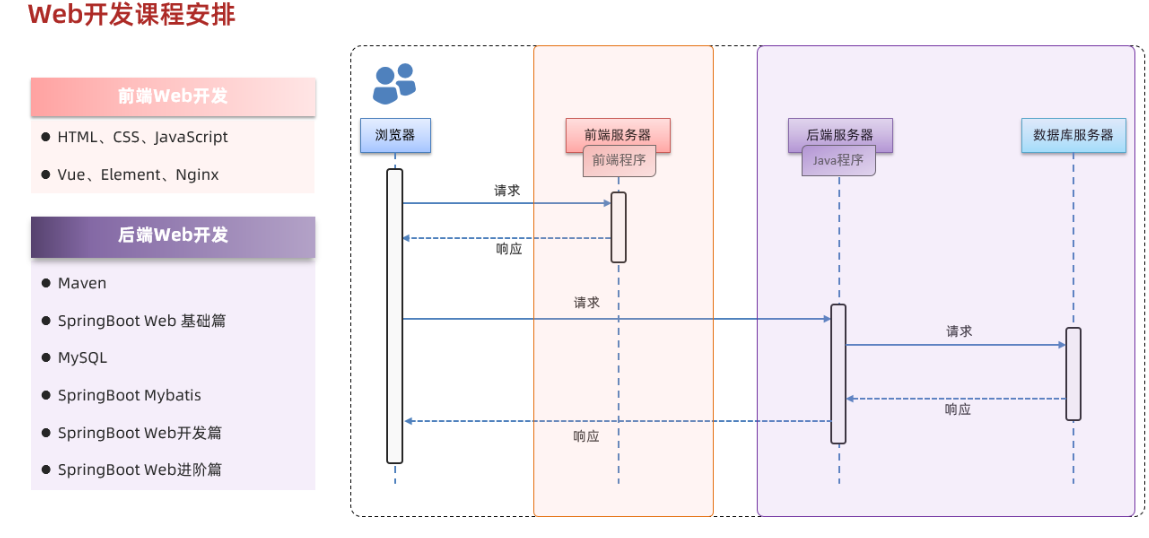 Web开发课程安排
前端Web开发
HTML、CSS、JavaScript
Vue、Element、Nginx
后端Web开发
Maven
SpringBoot Web 基础篇
MySQL
SpringBoot Mybatis
SpringBoot Web开发篇
SpringBoot Web进阶篇
浏览器
前端服务器
前端程序
后端服务器
Java程序
数据库服务器
请求
响应
请求
请求
响应
响应